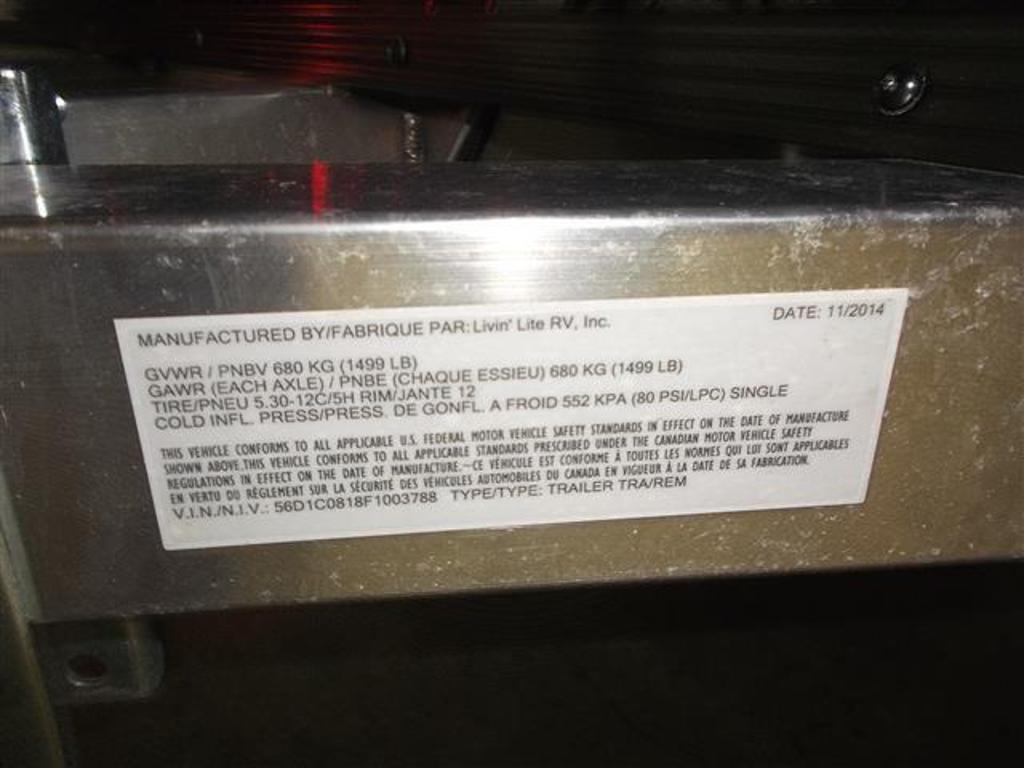 MANUFACTURED BY/FABRIQUE PAR: Livin' Lite RV, Inc. DATE: 11/2014
GVWR / PNBV 680 KG (1499 LB)
GAWR (EACH AXLE) / PNBE (CHAQUE ESSIEU) 680 KG (1499 LB)
TIRE/PNEU 5.30-12C/5H RIM/JANTE 12
COLD INFL. PRESS/PRESS. DE GONFL. A FROID 552 KPA (80 PSI/LPC) SINGLE
THIS VEHICLE CONFORMS TO ALL APPLICABLE U.S. FEDERAL MOTOR VEHICLE SAFETY STANDARDS IN EFFECT ON THE DATE OF MANUFACTURE
SHOWN ABOVE.THIS VEHICLE CONFORMS TO ALL APPLICABLE STANDARDS PRESCRIBED UNDER THE CANADIAN MOTOR VEHICLE SAFETY
REGULATIONS IN EFFECT ON THE DATE OF MANUFACTURE.~CE VÉHICULE EST CONFORME À TOUTES LES NORMES QUI LUI SONT APPLICABLES
EN VERTU DU RÈGLEMENT SUR LA SÉCURITÉ DES VÉHICULES AUTOMOBILES DU CANADA EN VIGUEUR À LA DATE DE SA FABRICATION.
V.I.N./N.I.V.: 56D1C0818F1003788 TYPE/TYPE: TRAILER TRA/REM